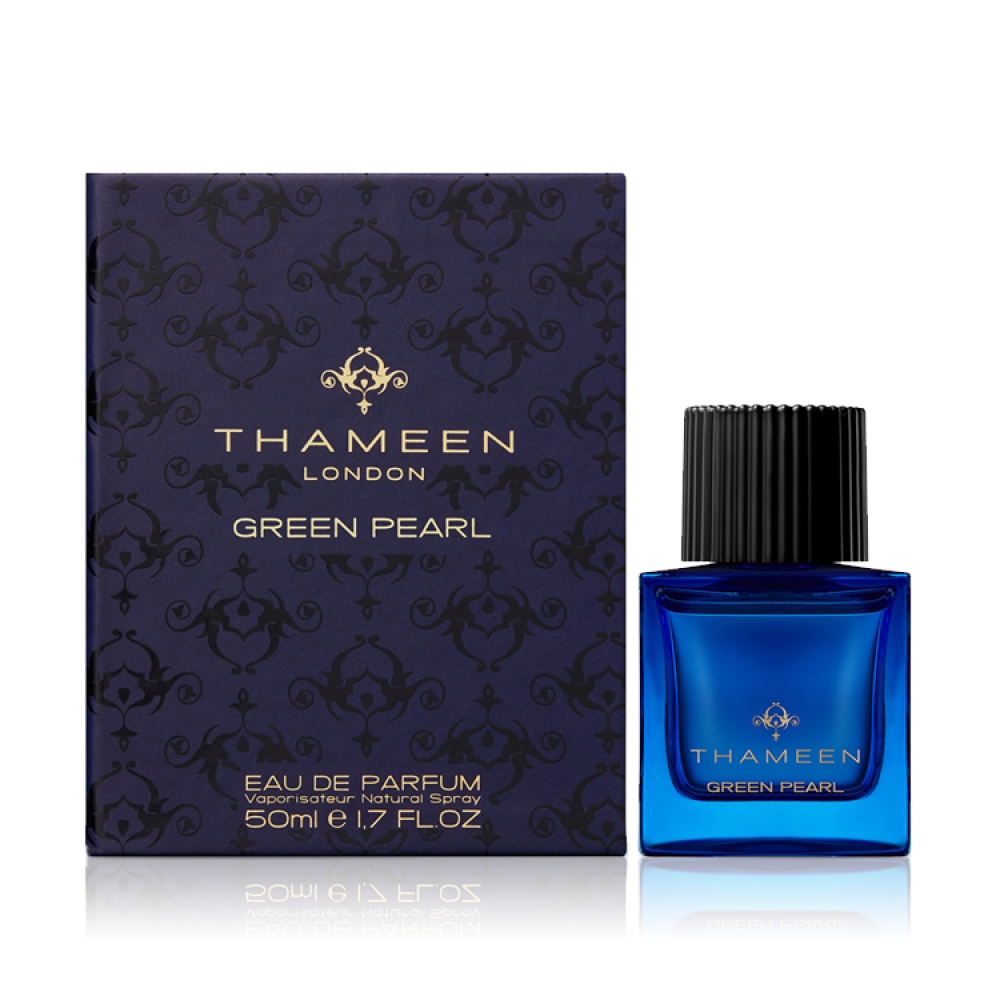 THAMEEN
LONDON
GREEN PEARL
EAU DE PARFUM
Vaporisateur Natural Spray
50ml e 1,7 FL.OZ
THAMEEN
GREEN PEARL